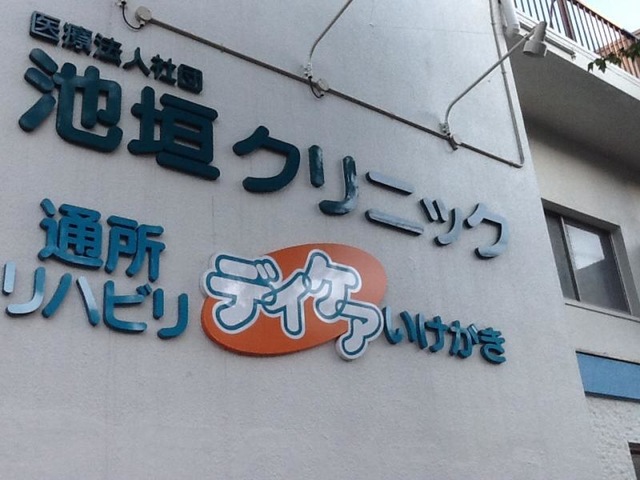 医療法人社団
池垣クリニック
通所
リハビリ
デイケア
いけがき